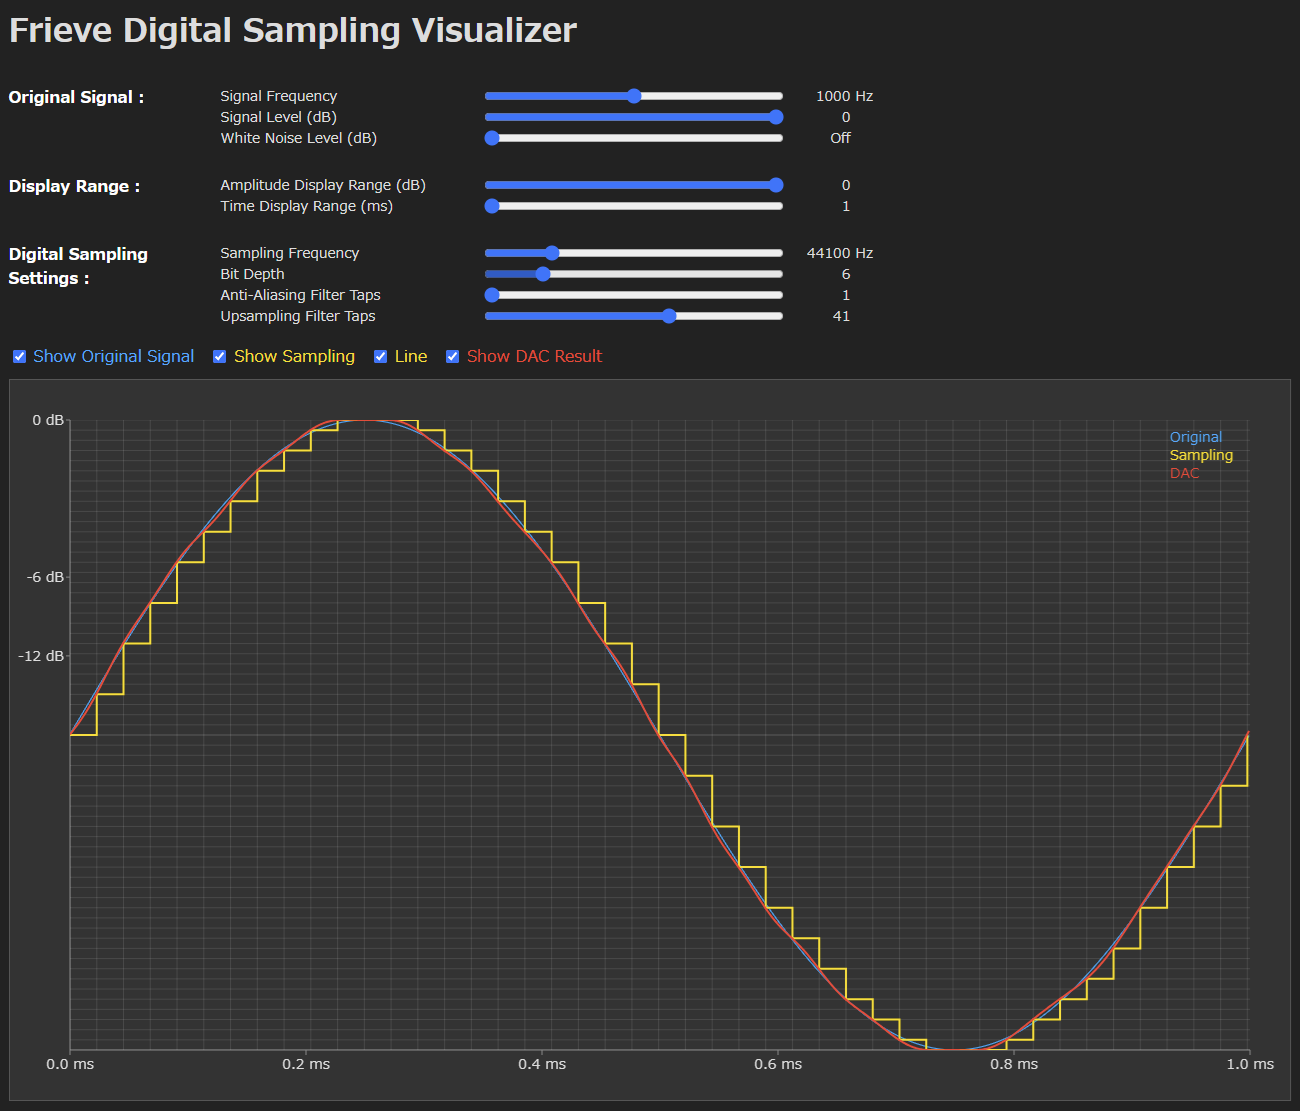 Frieve Digital Sampling Visualizer
Original Signal :
Signal Frequency 1000 Hz
Signal Level (dB) 0
White Noise Level (dB) Off
Display Range :
Amplitude Display Range (dB) 0
Time Display Range (ms) 1
Digital Sampling
Settings :
Sampling Frequency 44100 Hz
Bit Depth 6
Anti-Aliasing Filter Taps 1
Upsampling Filter Taps 41
Show Original Signal Show Sampling Line Show DAC Result
0 dB
-6 dB
-12 dB
Original
Sampling
DAC
0.0 ms 0.2 ms 0.4 ms 0.6 ms 0.8 ms 1.0 ms